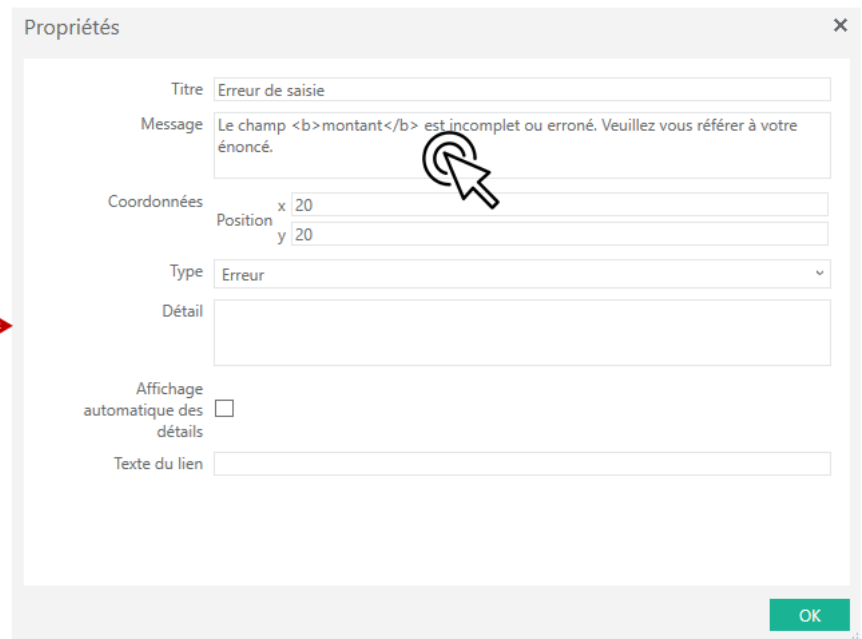 Propriétés ×
Titre Erreur de saisie
Message Le champ <b>montant</b> est incomplet ou erroné. Veuillez vous référer à votre
énoncé.
Coordonnées
Position
x 20
y 20
Type Erreur
Détail
Affichage
automatique des
détails
Texte du lien
OK